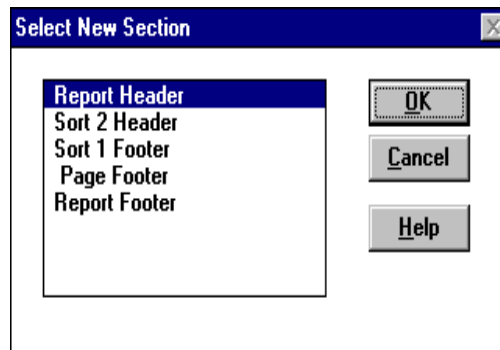 Select New Section
Report Header
Sort 2 Header
Sort 1 Footer
Page Footer
Report Footer
OK
Cancel
Help